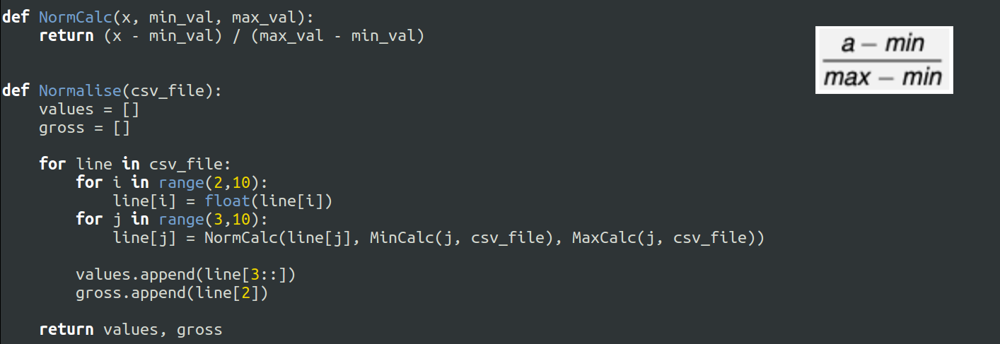 def NormCalc(x, min_val, max_val):
    return (x - min_val) / (max_val - min_val)
a – min
max – min
def Normalise(csv_file):
    values = []
    gross = []
    for line in csv_file:
        for i in range(2,10):
            line[i] = float(line[i])
        for j in range(3,10):
            line[j] = NormCalc(line[j], MinCalc(j, csv_file), MaxCalc(j, csv_file))
        values.append(line[3::])
        gross.append(line[2])
    return values, gross